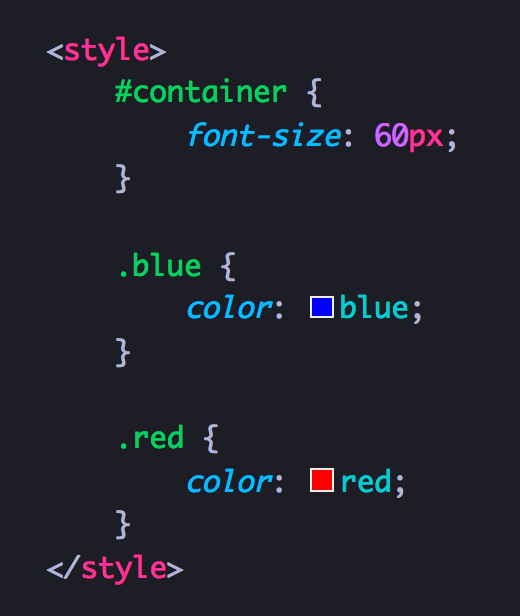 <style>
    #container {
        font-size: 60px;
    }

    .blue {
        color: blue;
    }

    .red {
        color: red;
    }
</style>